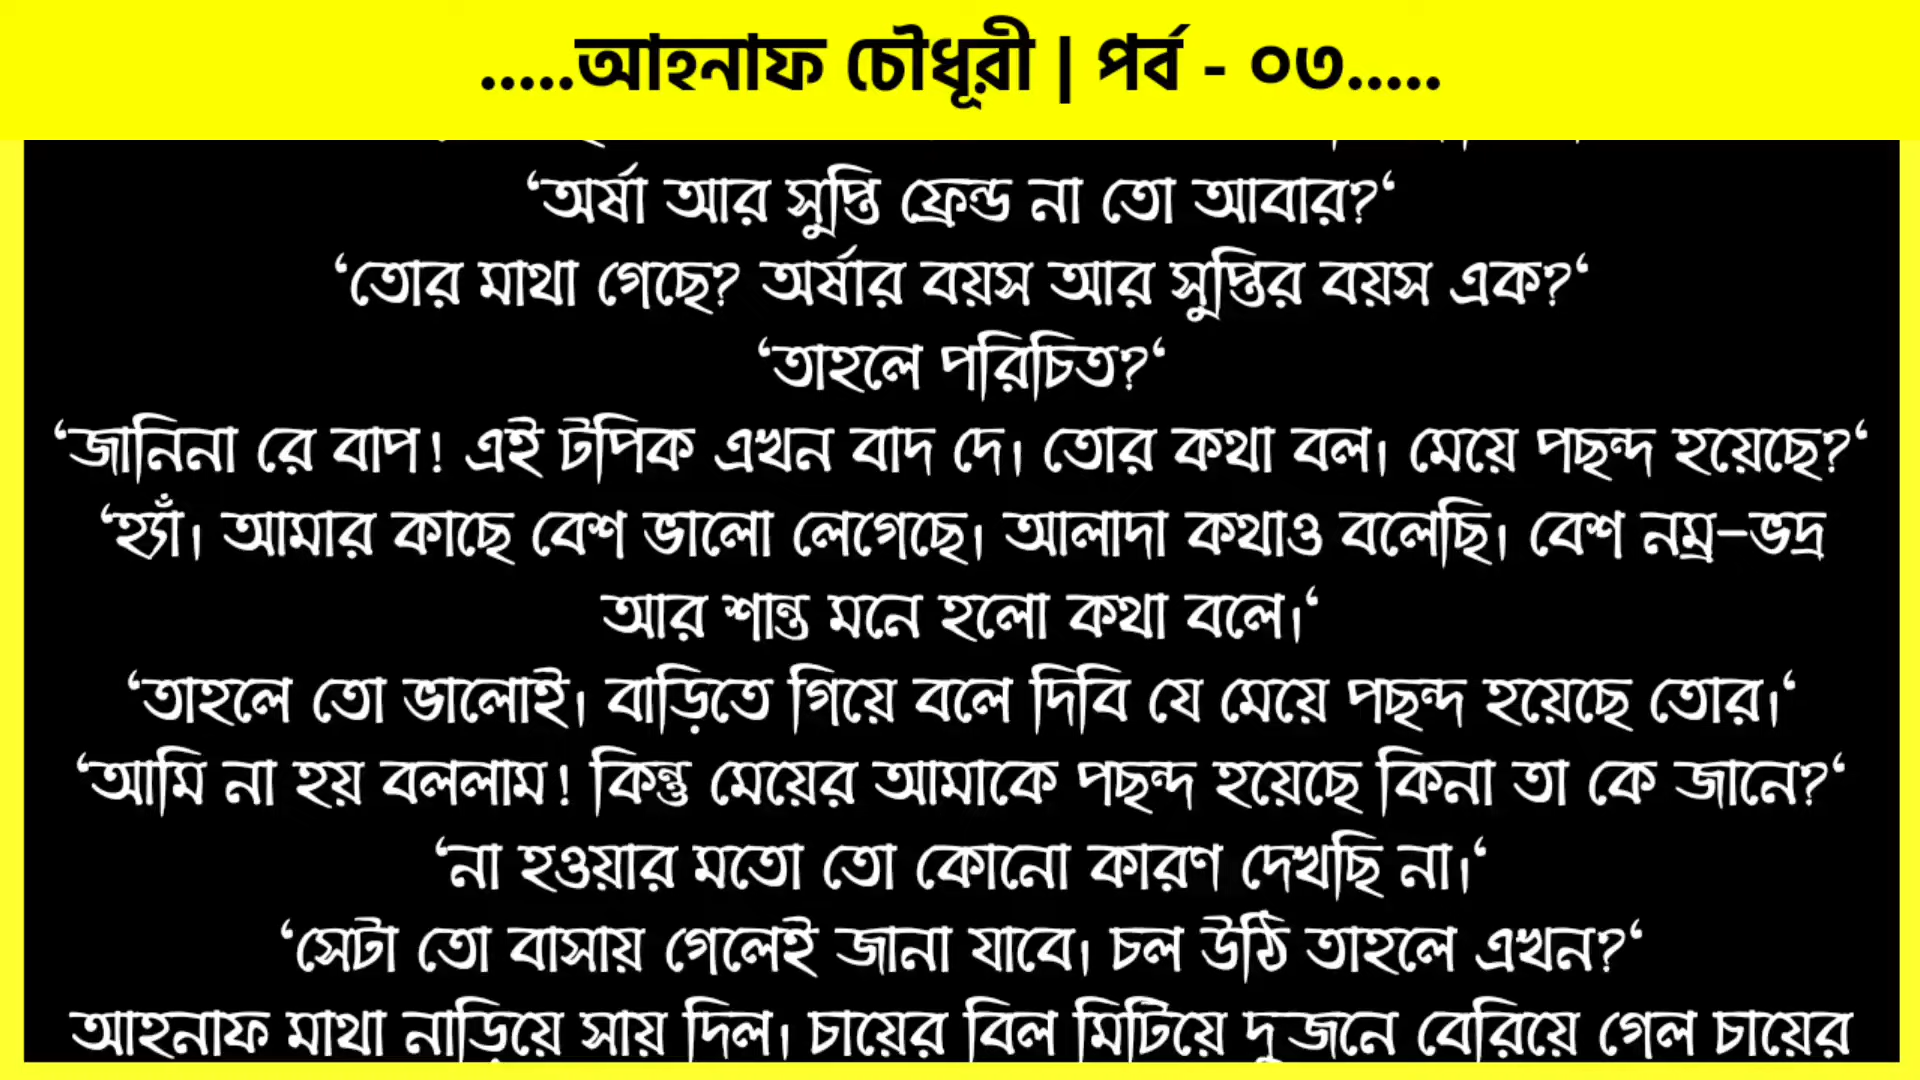 .....আহনাফ চৌধূরী | পর্ব - ০৩.....
‘অর্ষা আর সুপ্তি ফ্রেন্ড না তো আবার?‘
‘তোর মাথা গেছে? অর্ষার বয়স আর সুপ্তির বয়স এক?‘
‘তাহলে পরিচিত?‘
‘জানিনা রে বাপ! এই টপিক এখন বাদ দে। তোর কথা বল। মেয়ে পছন্দ হয়েছে?‘
‘হ্যাঁ। আমার কাছে বেশ ভালো লেগেছে। আলাদা কথাও বলেছি। বেশ নম্র-ভদ্র
আর শান্ত মনে হলো কথা বলে।‘
‘তাহলে তো ভালোই। বাড়িতে গিয়ে বলে দিবি যে মেয়ে পছন্দ হয়েছে তোর।‘
‘আমি না হয় বললাম! কিন্তু মেয়ের আমাকে পছন্দ হয়েছে কিনা তা কে জানে?‘
‘না হওয়ার মতো তো কোনো কারণ দেখছি না।‘
‘সেটা তো বাসায় গেলেই জানা যাবে। চল উঠি তাহলে এখন?‘
আহনাফ মাথা নাড়িয়ে সায় দিল। চায়ের বিল মিটিয়ে দু'জনে বেরিয়ে গেল চায়ের